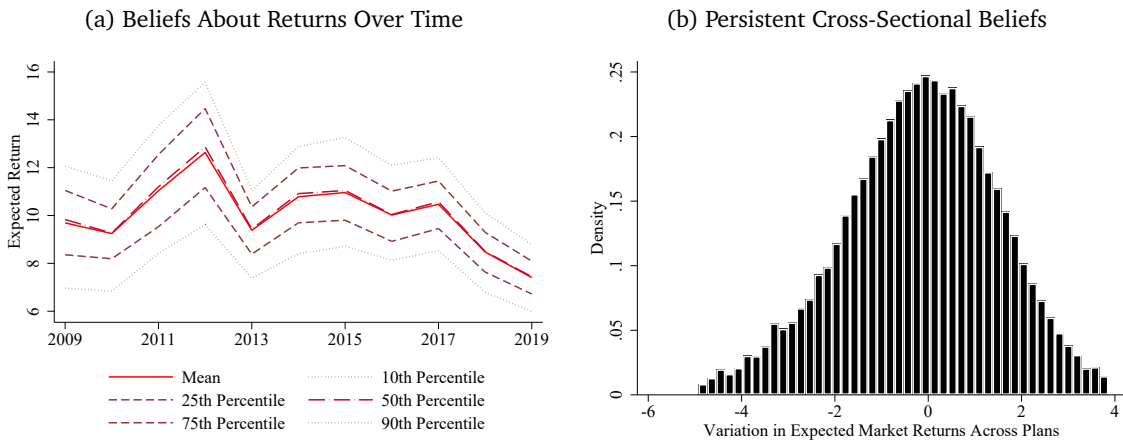 (a) Beliefs About Returns Over Time
Expected Return
16
14
12
10
8
6
2009 2011 2013 2015 2017 2019
Mean 10th Percentile
25th Percentile 50th Percentile
75th Percentile 90th Percentile
(b) Persistent Cross-Sectional Beliefs
Density
.25
.2
.15
.1
.05
0
-6 -4 -2 0 2 4
Variation in Expected Market Returns Across Plans